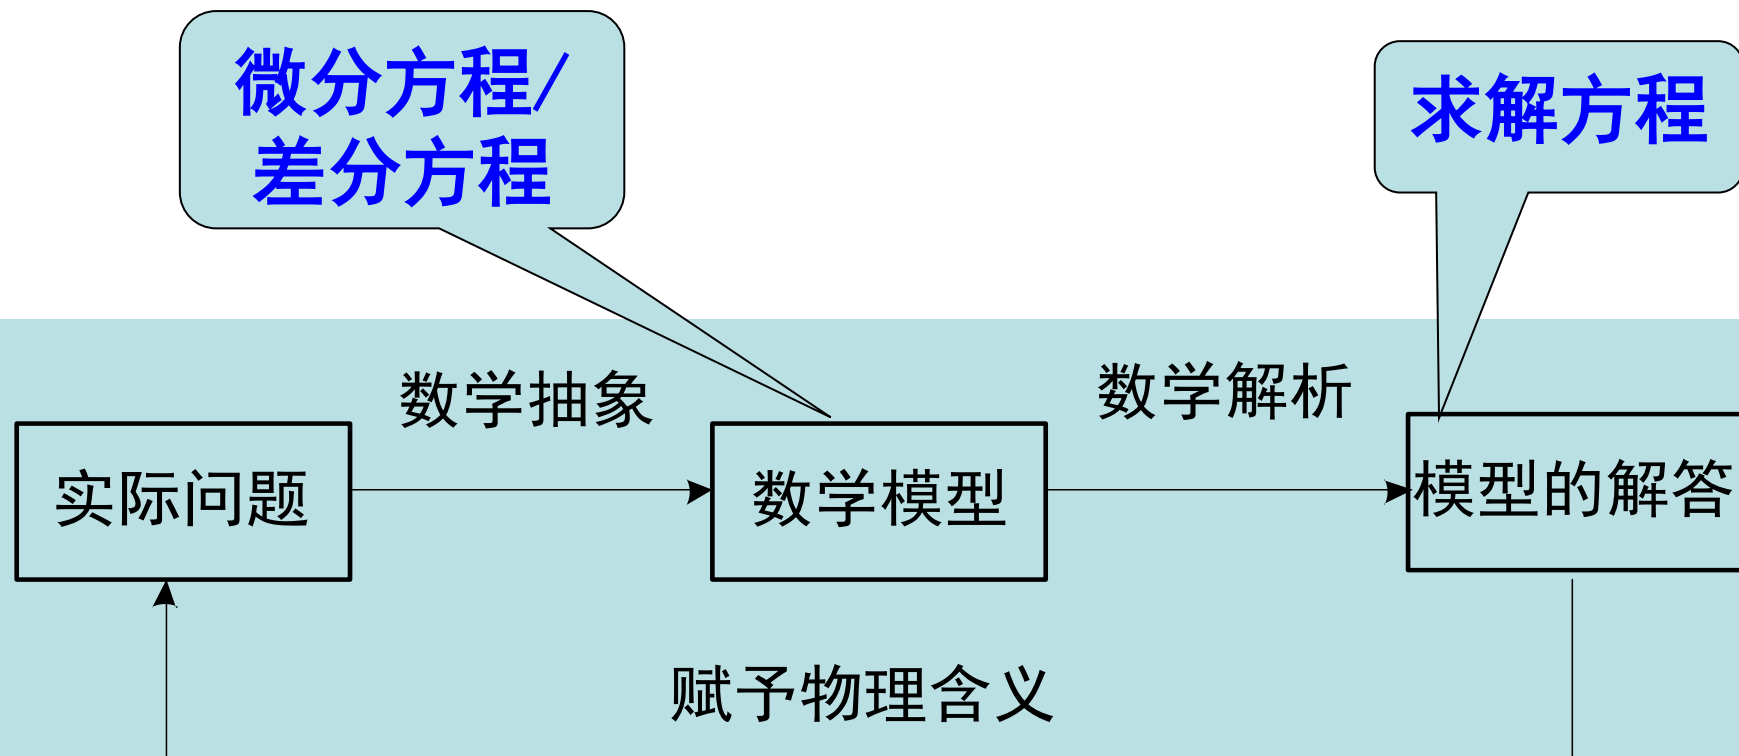 微分方程/
差分方程
求解方程
数学抽象
数学解析
实际问题
数学模型
模型的解答
赋予物理含义